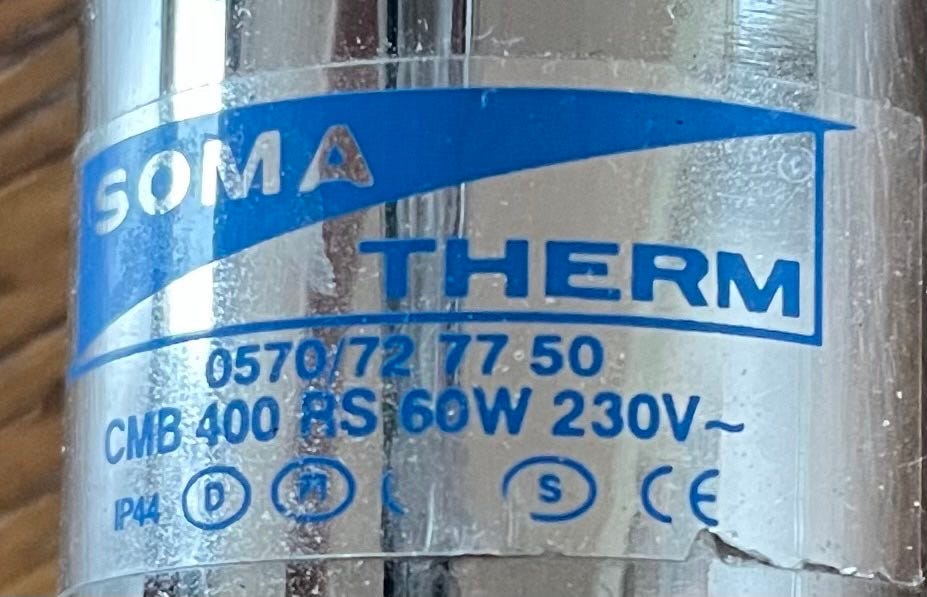 SOMA
THERM
0570/72 77 50
CMB 400 RS 60W 230V~
IP44 D S CE